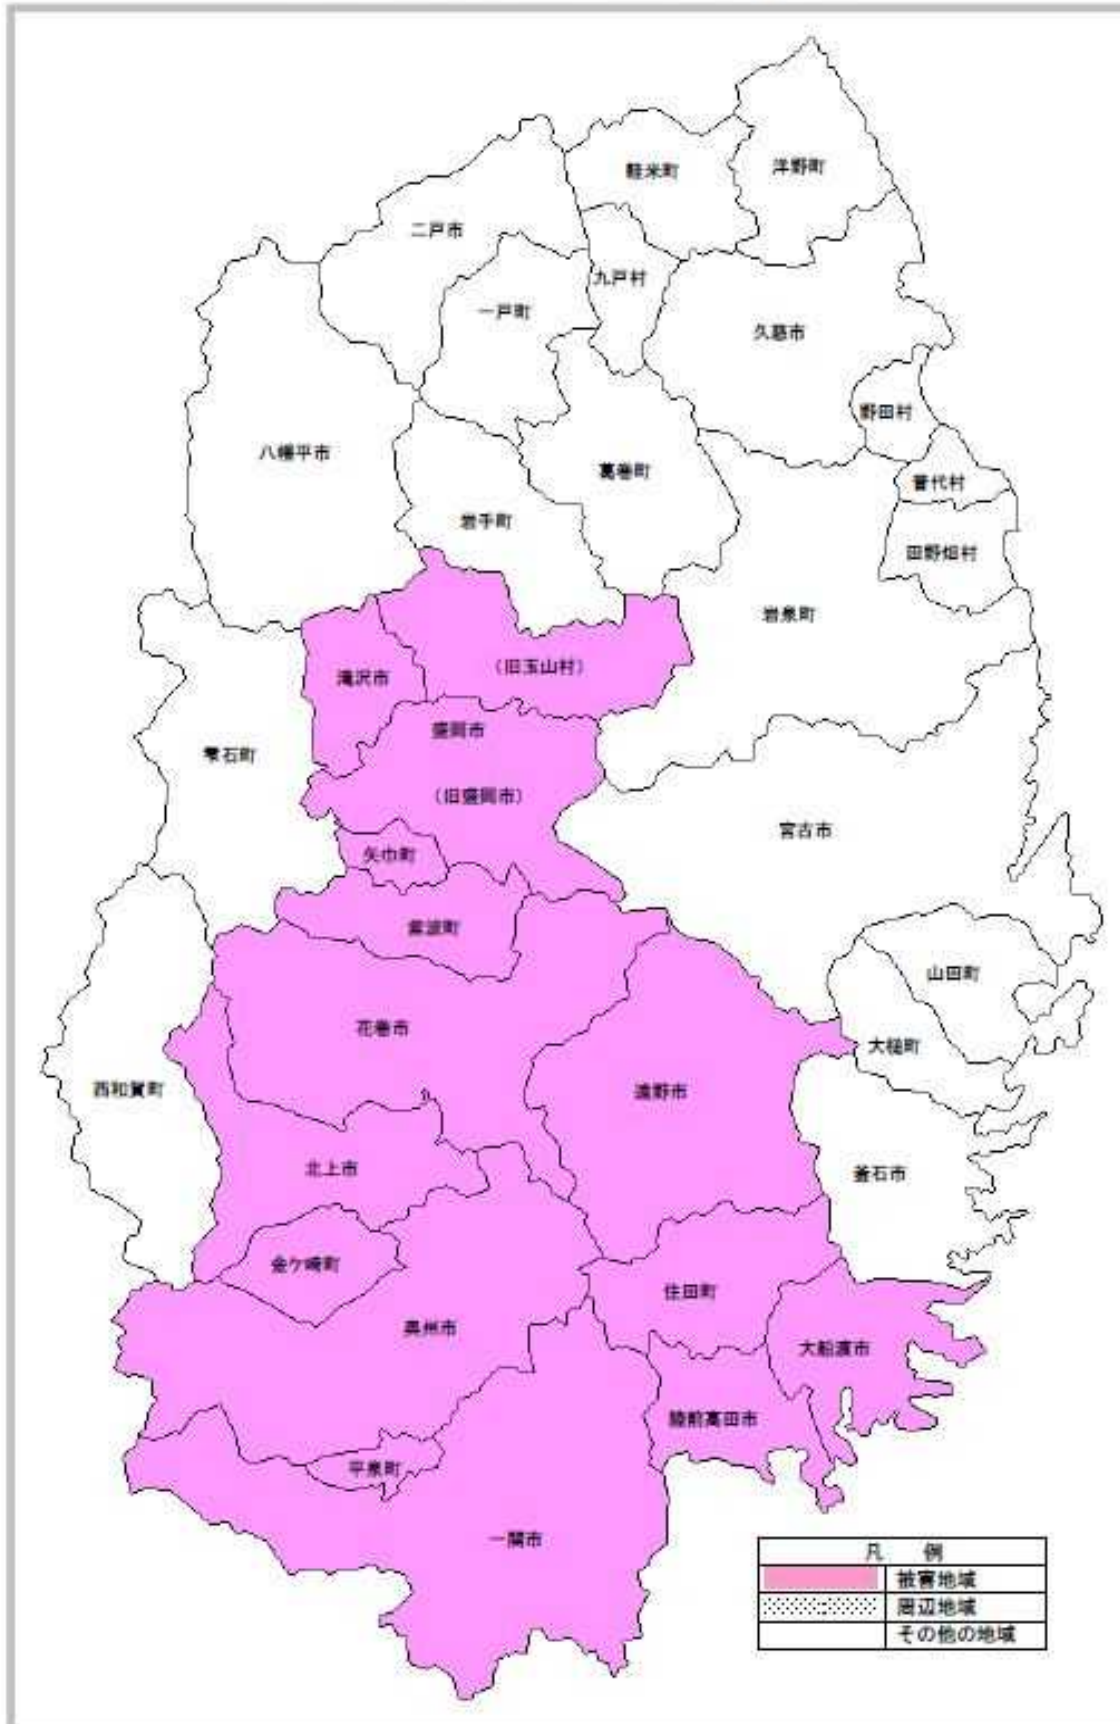 洋野町
軽米町
二戸市
九戸村
一戸町
久慈市
野田村
八幡平市
葛巻町
普代村
岩手町
田野畑村
岩泉町
(旧玉山村)
滝沢市
盛岡市
雫石町
(旧盛岡市)
宮古市
矢巾町
紫波町
山田町
花巻市
大槌町
西和賀町
遠野市
北上市
釜石市
金ケ崎町
住田町
奥州市
大船渡市
陸前高田市
平泉町
一関市
凡 例
被害地域
周辺地域
その他の地域